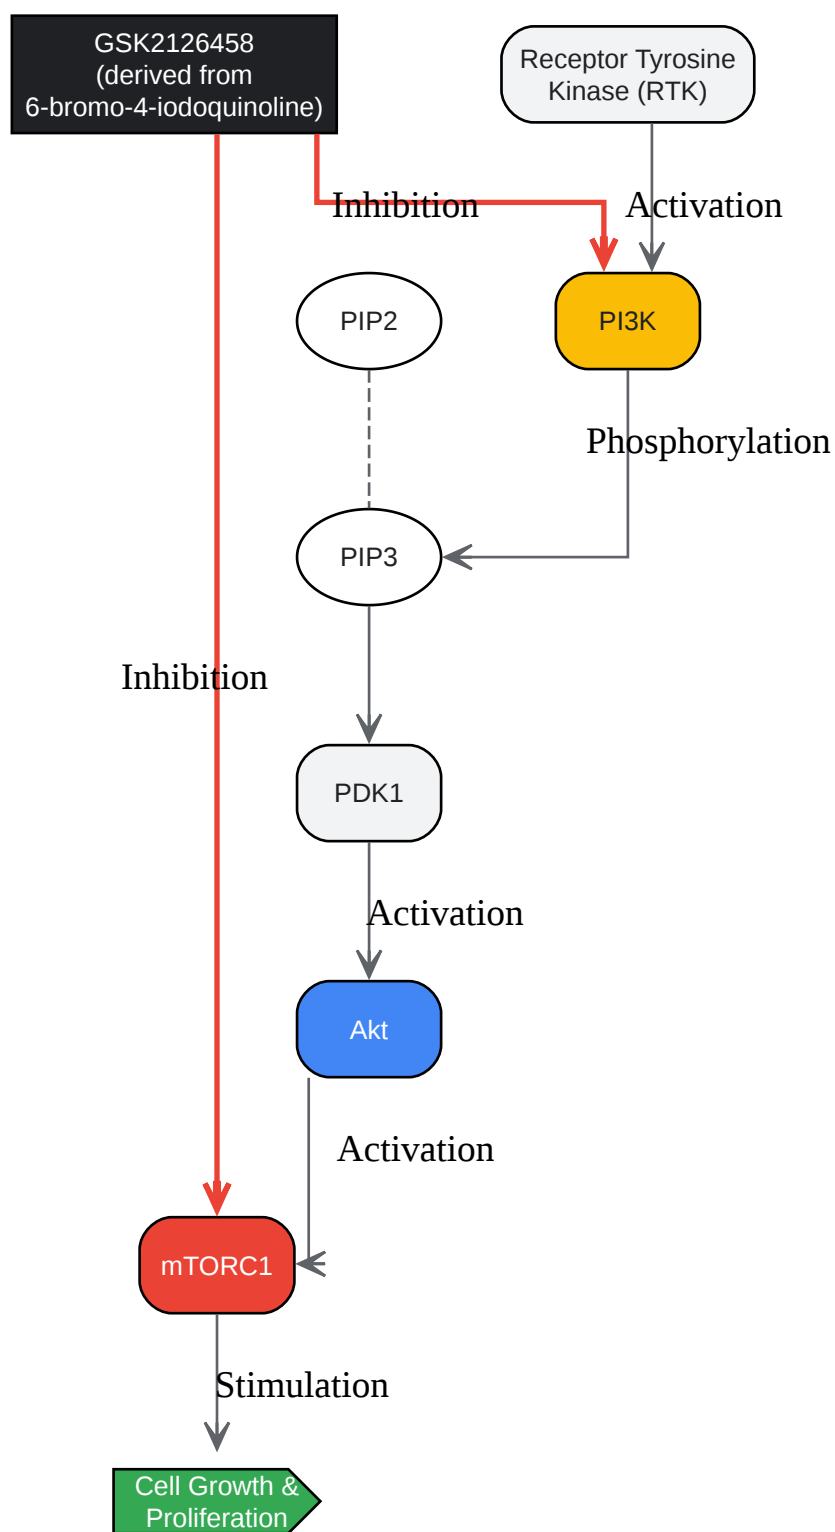 GSK2126458
(derived from
6-bromo-4-iodoquinoline)
Receptor Tyrosine
Kinase (RTK)
Inhibition
Activation
PIP2
PI3K
Phosphorylation
PIP3
Inhibition
PDK1
Activation
Akt
Activation
mTORC1
Stimulation
Cell Growth &
Proliferation